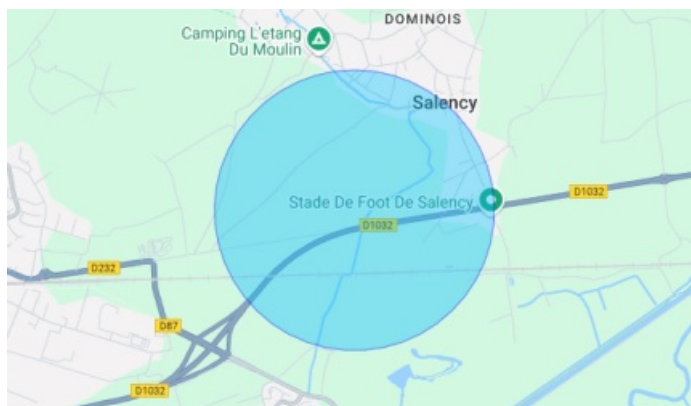 DOMINOIS
Camping L'etang
Du Moulin
Salency
Stade De Foot De Salency
D1032
D1032
D232
D87
D1032